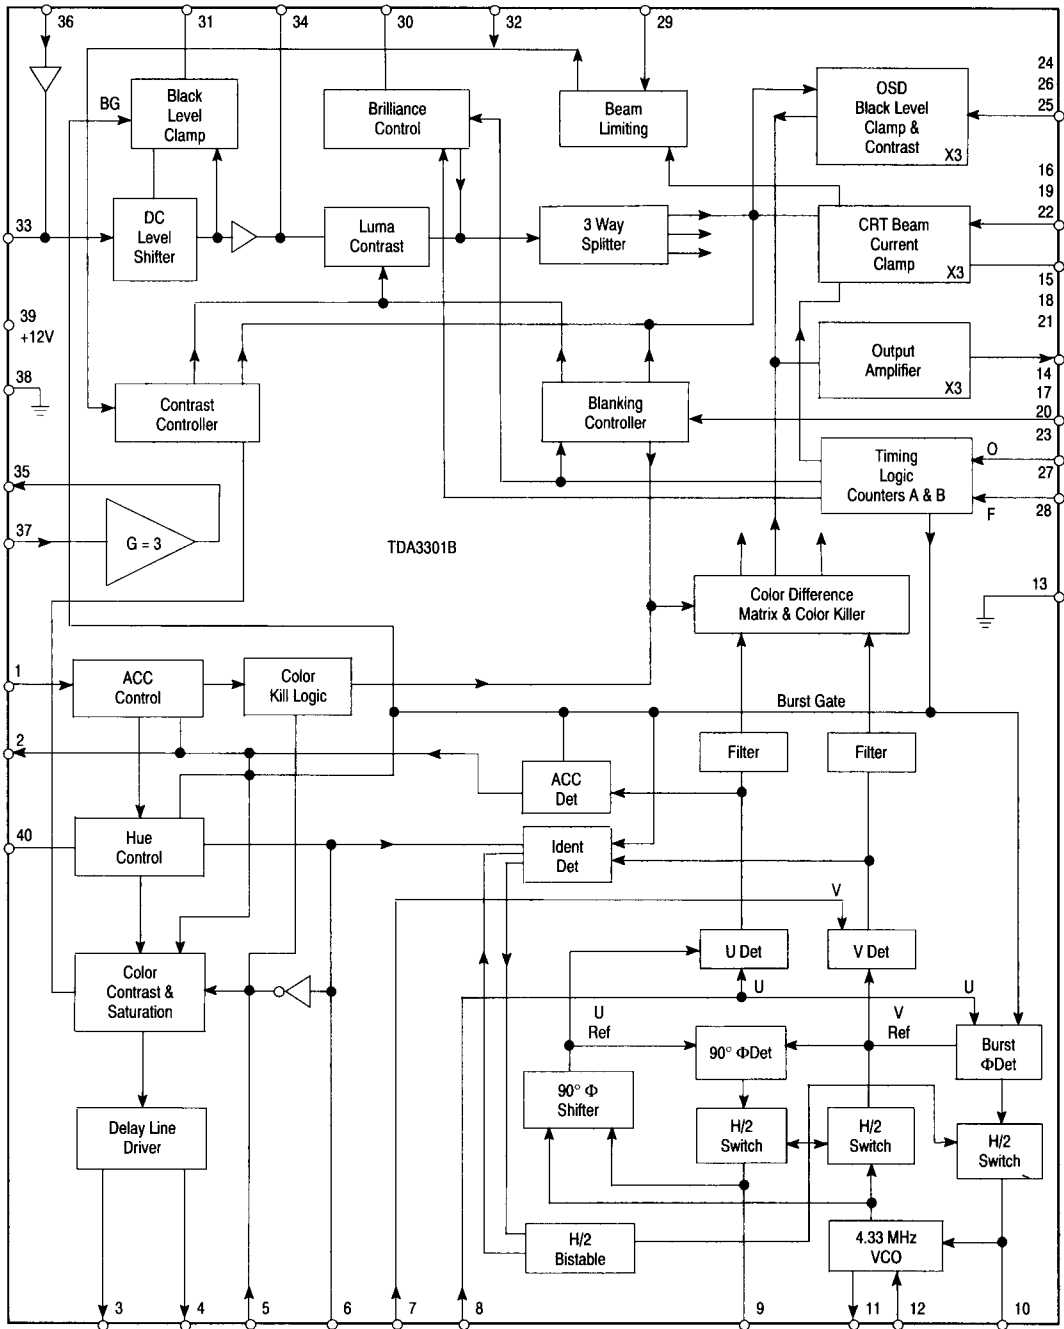 36
31
34
30
32
29
24
26
25
BG
Black
Level
Clamp
Brilliance
Control
Beam
Limiting
OSD
Black Level
Clamp &
Contrast
X3
16
19
22
33
DC
Level
Shifter
Luma
Contrast
3 Way
Splitter
CRT Beam
Current
Clamp
X3
15
18
21
39
+12V
Output
Amplifier
X3
14
17
20
38
Contrast
Controller
Blanking
Controller
23
27
28
Timing
Logic
Counters A & B
O
F
35
37
G = 3
TDA3301B
13
Color Difference
Matrix & Color Killer
1
ACC
Control
Color
Kill Logic
Burst Gate
2
Filter
Filter
ACC
Det
40
Hue
Control
Ident
Det
V
U Det
V Det
Color
Contrast &
Saturation
U
U
U
Ref
V
Ref
90° ΦDet
Burst
ΦDet
90° Φ
Shifter
Delay Line
Driver
H/2
Switch
H/2
Switch
H/2
Switch
H/2
Bistable
4.33 MHz
VCO
3
4
5
6
7
8
9
11
12
10